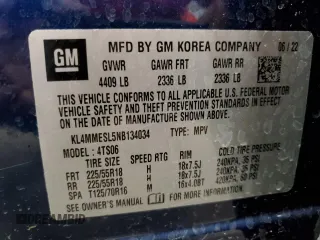 GM
MFD BY GM KOREA COMPANY 06/22
GVWR GAWR FRT GAWR RR
4409 LB 2336 LB 2336 LB
THIS VEHICLE CONFORMS TO ALL APPLICABLE U.S. FEDERAL MOTOR
VEHICLE SAFETY AND THEFT PREVENTION STANDARDS
IN EFFECT ON THE DATE OF MANUFACTURE SHOWN ABOVE.
KL4MMESL5NB134034 TYPE: MPV
MODEL: 4TS06
TIRE SIZE SPEED RTG RIM COLD TIRE PRESSURE
FRT 225/55R18 H 18x7.5J 240KPA, 35 PSI
RR 225/55R18 H 18x7.5J 240KPA, 35 PSI
SP T125/70R16 M 16x4.0BT 420KPA, 60 PSI
SEE OWNER'S MANUAL FOR
DREAMBID